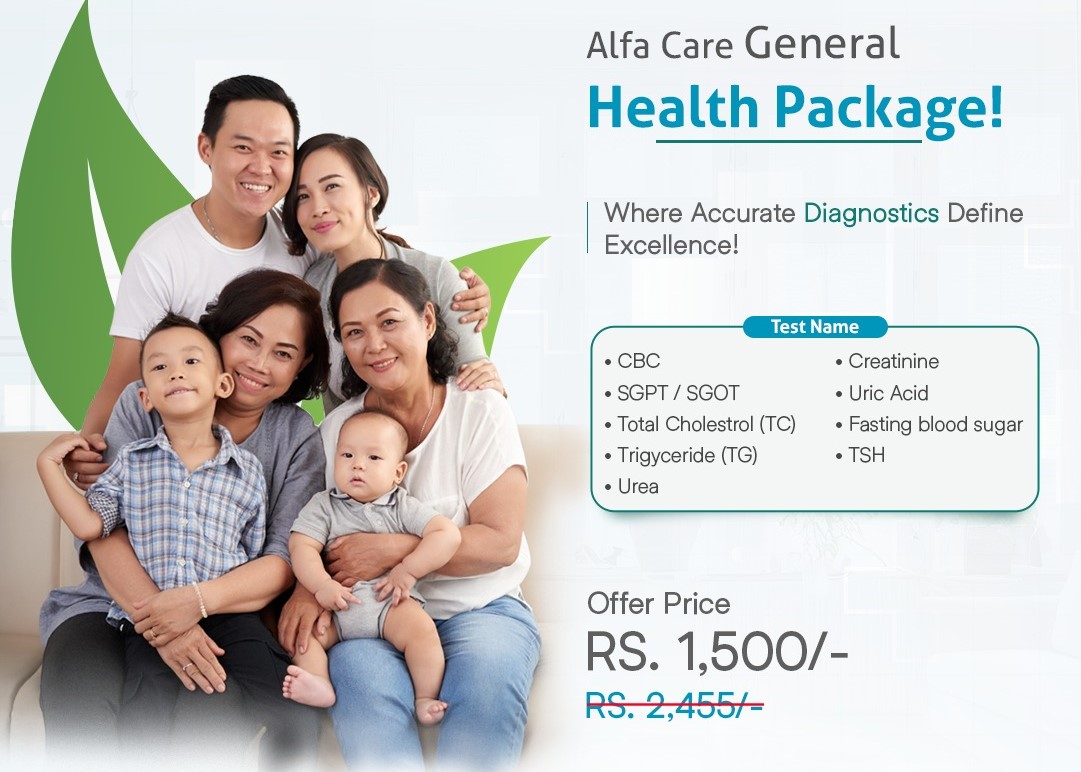 Alfa Care General
Health Package!
Where Accurate Diagnostics Define
Excellence!
Test Name
• CBC
• SGPT / SGOT
• Total Cholestrol (TC)
• Trigyceride (TG)
• Urea
• Creatinine
• Uric Acid
• Fasting blood sugar
• TSH
Offer Price
RS. 1,500/-
RS. 2,455/-